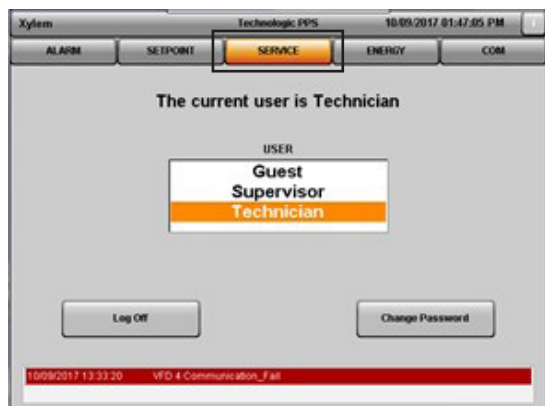 Xylem Technologic PPS 10/09/2017 01:47:05 PM
ALARM SETPOINT SERVICE ENERGY COM
The current user is Technician
USER
Guest
Supervisor
Technician
Log Off Change Password
10/09/2017 13:33:20 VFD 4 Communication_Fail